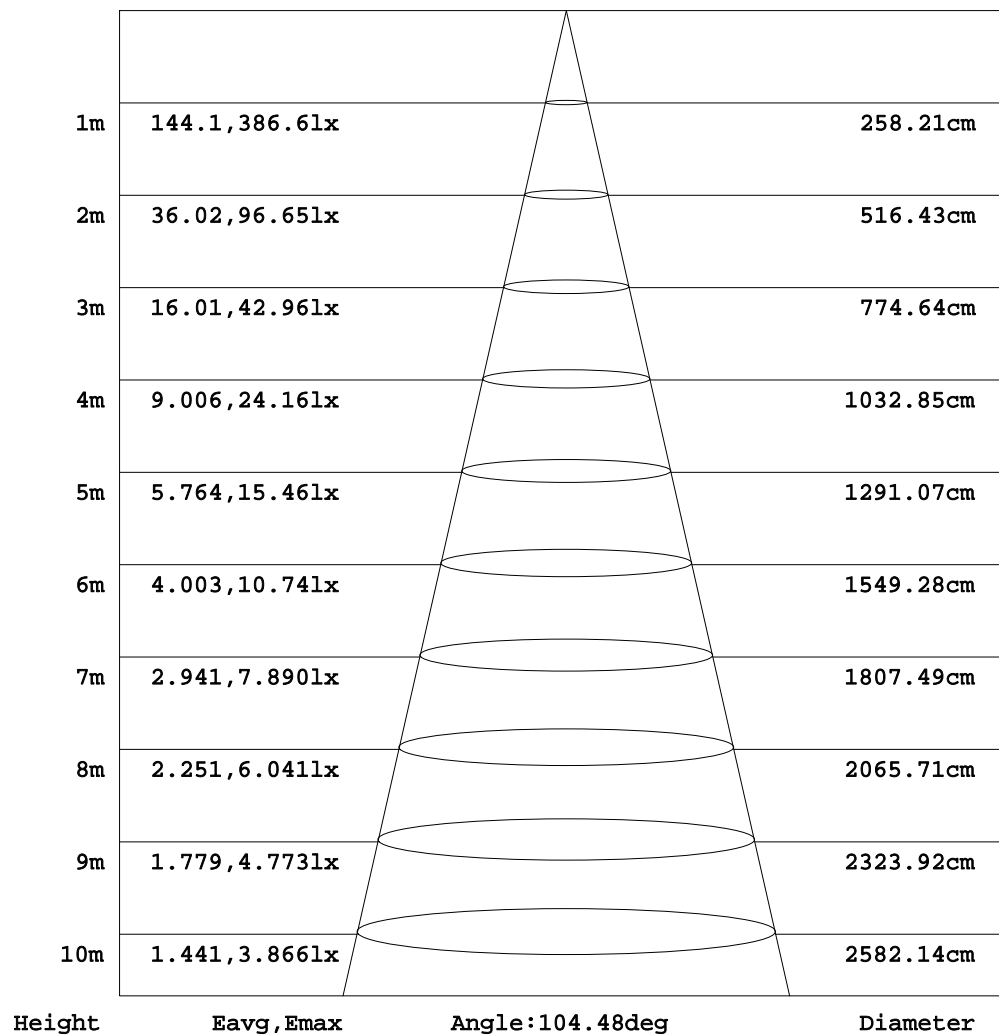 1m 144.1,386.6lx 258.21cm
2m 36.02,96.65lx 516.43cm
3m 16.01,42.96lx 774.64cm
4m 9.006,24.16lx 1032.85cm
5m 5.764,15.46lx 1291.07cm
6m 4.003,10.74lx 1549.28cm
7m 2.941,7.890lx 1807.49cm
8m 2.251,6.041lx 2065.71cm
9m 1.779,4.773lx 2323.92cm
10m 1.441,3.866lx 2582.14cm
Height Eavg,Emax Angle:104.48deg Diameter